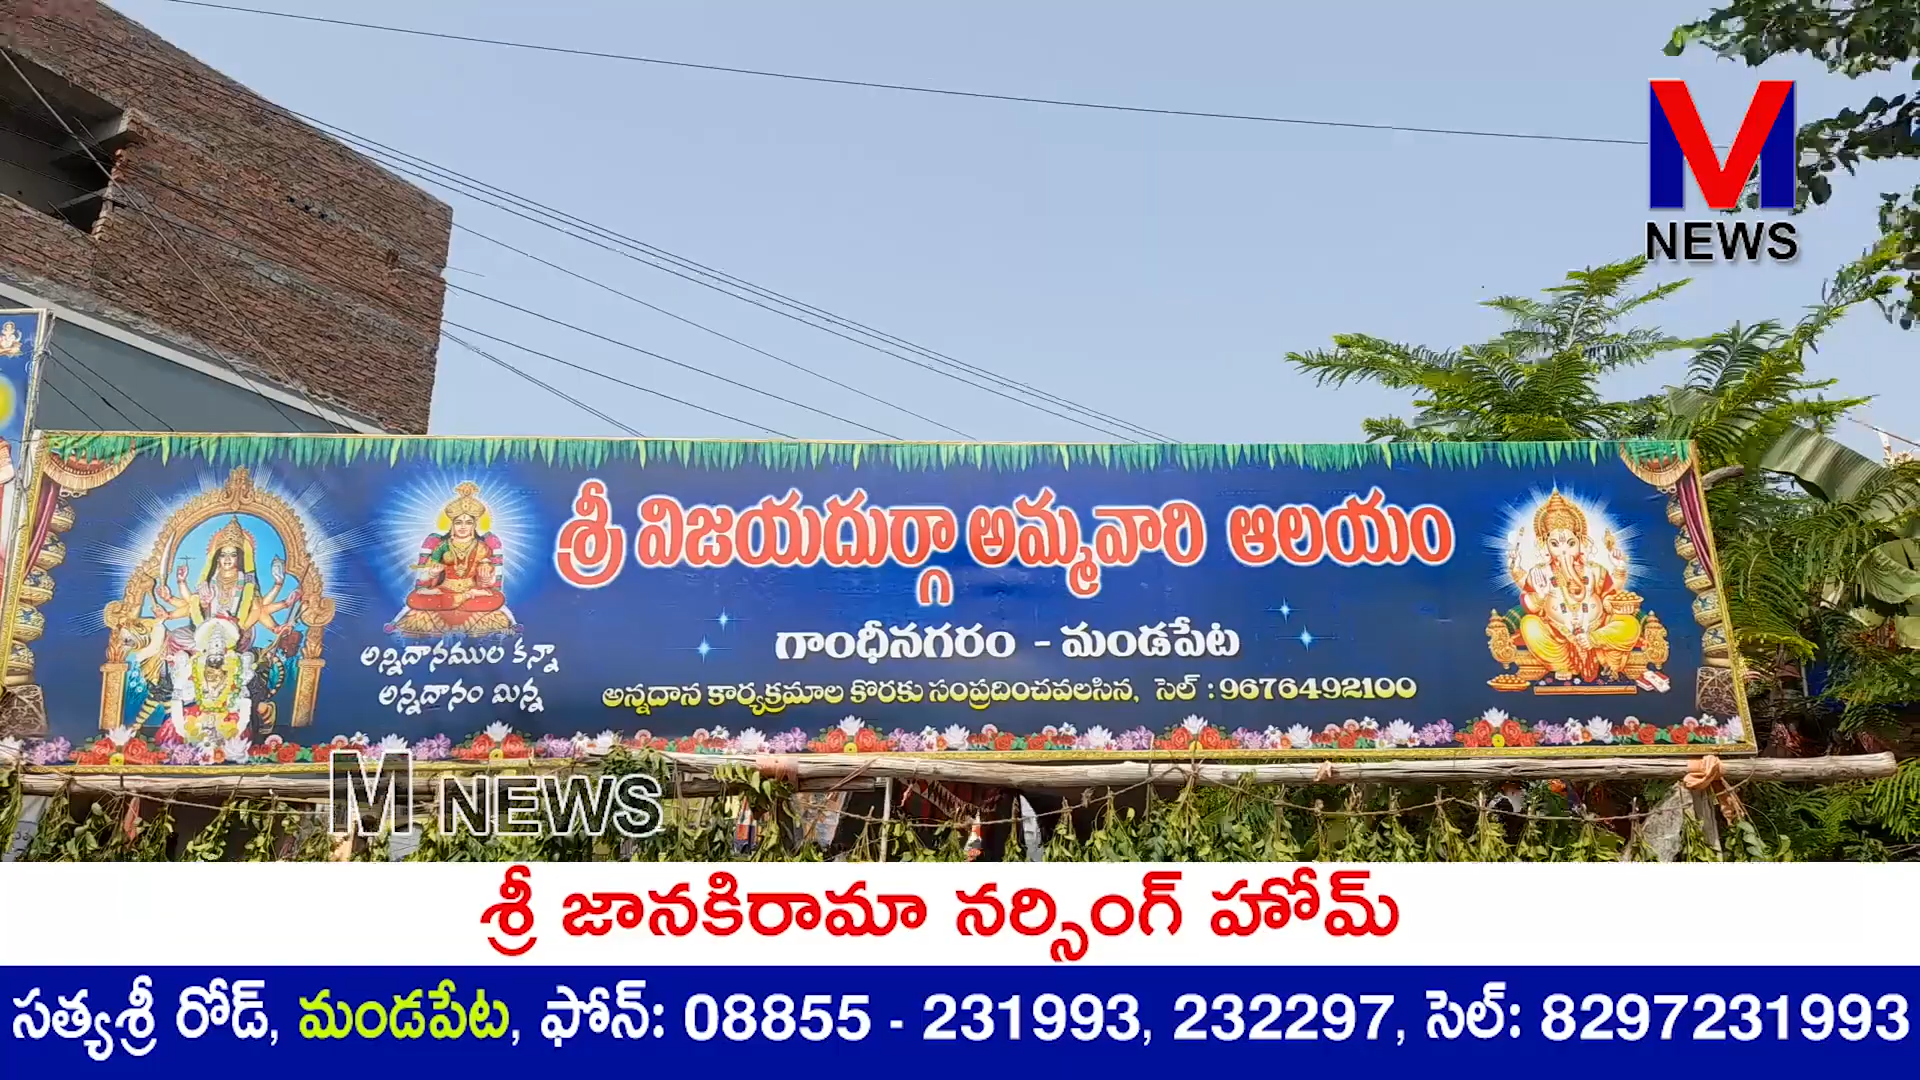 M
NEWS
శ్రీ విజయదుర్గా అమ్మవారి ఆలయం
గాంధీనగరం - మండపేట
అన్నిదానముల కన్నా
అన్నదానం మిన్న
అన్నదాన కార్యక్రమాల కొరకు సంప్రదించవలసిన, సెల్ : 9676492100
M NEWS
శ్రీ జానకిరామా నర్సింగ్ హోమ్
సత్యశ్రీ రోడ్, మండపేట, ఫోన్: 08855 - 231993, 232297, సెల్: 8297231993